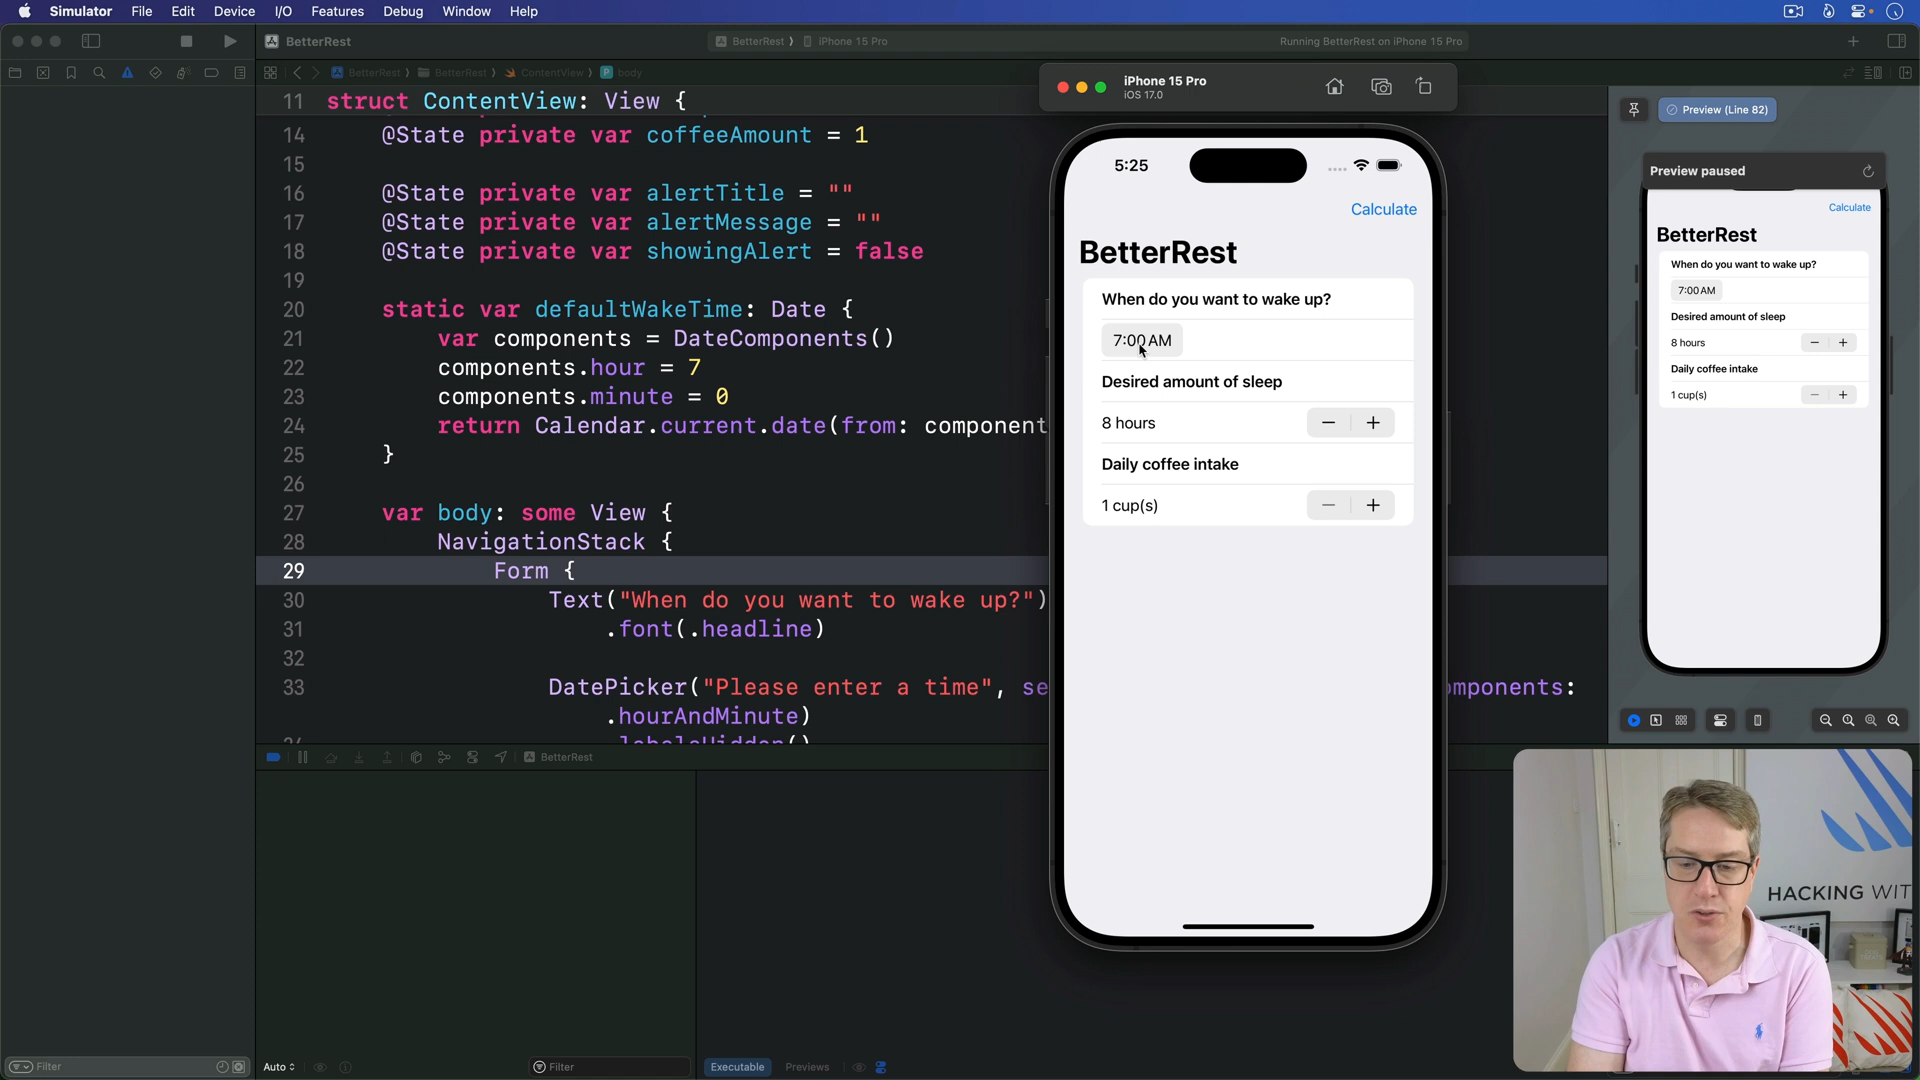 Simulator File Edit Device I/O Features Debug Window Help
BetterRest
BetterRest iPhone 15 Pro
Running BetterRest on iPhone 15 Pro
BetterRest BetterRest ContentView body
11 struct ContentView: View {
14 @State private var coffeeAmount = 1
15
16 @State private var alertTitle = ""
17 @State private var alertMessage = ""
18 @State private var showingAlert = false
19
20 static var defaultWakeTime: Date {
21 var components = DateComponents()
22 components.hour = 7
23 components.minute = 0
24 return Calendar.current.date(from: component
25 }
26
27 var body: some View {
28 NavigationStack {
29 Form {
30 Text("When do you want to wake up?")
31 .font(.headline)
32
33 DatePicker("Please enter a time", se
mponents:
.hourAndMinute)
BetterRest
Filter
Auto
Filter
Executable Previews
iPhone 15 Pro
iOS 17.0
5:25
Calculate
BetterRest
When do you want to wake up?
7:00 AM
Desired amount of sleep
8 hours
Daily coffee intake
1 cup(s)
Preview (Line 82)
Preview paused
Calculate
BetterRest
When do you want to wake up?
7:00 AM
Desired amount of sleep
8 hours
Daily coffee intake
1 cup(s)
HACKING WIT